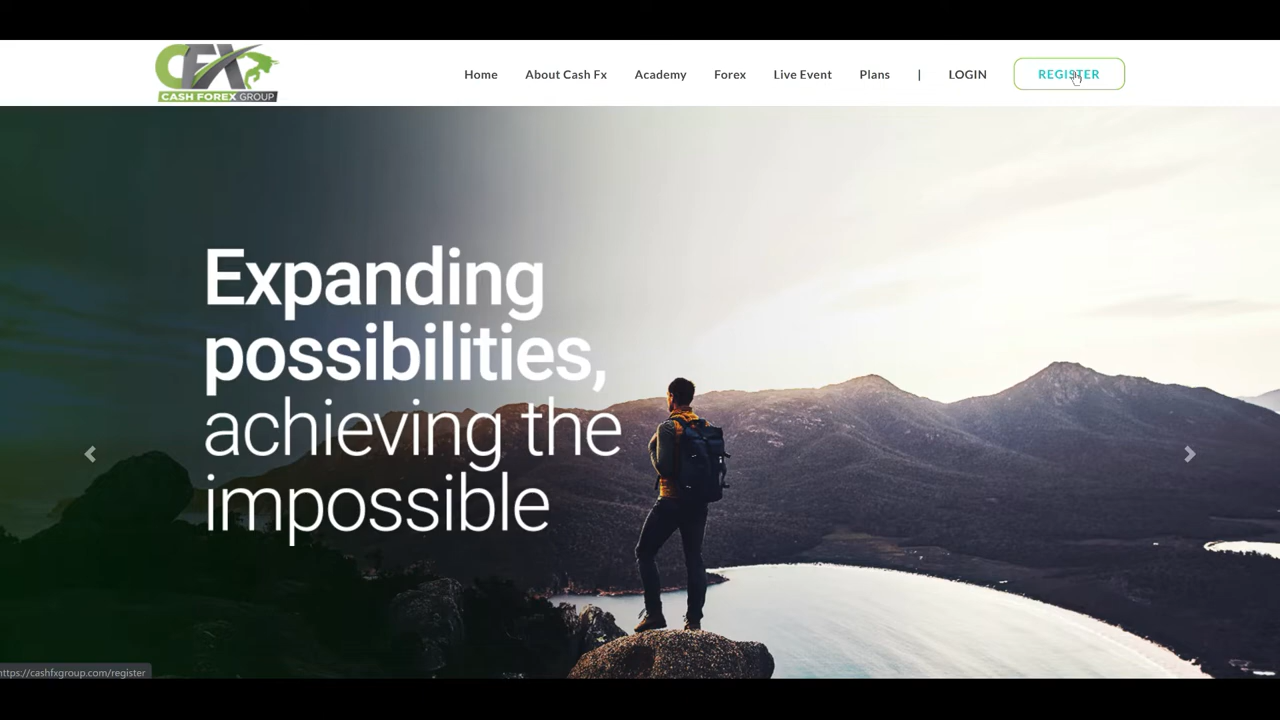 CFX
CASH FOREX GROUP
Home About Cash Fx Academy Forex Live Event Plans | LOGIN REGISTER
Expanding
possibilities,
achieving the
impossible
https://cashfxgroup.com/register